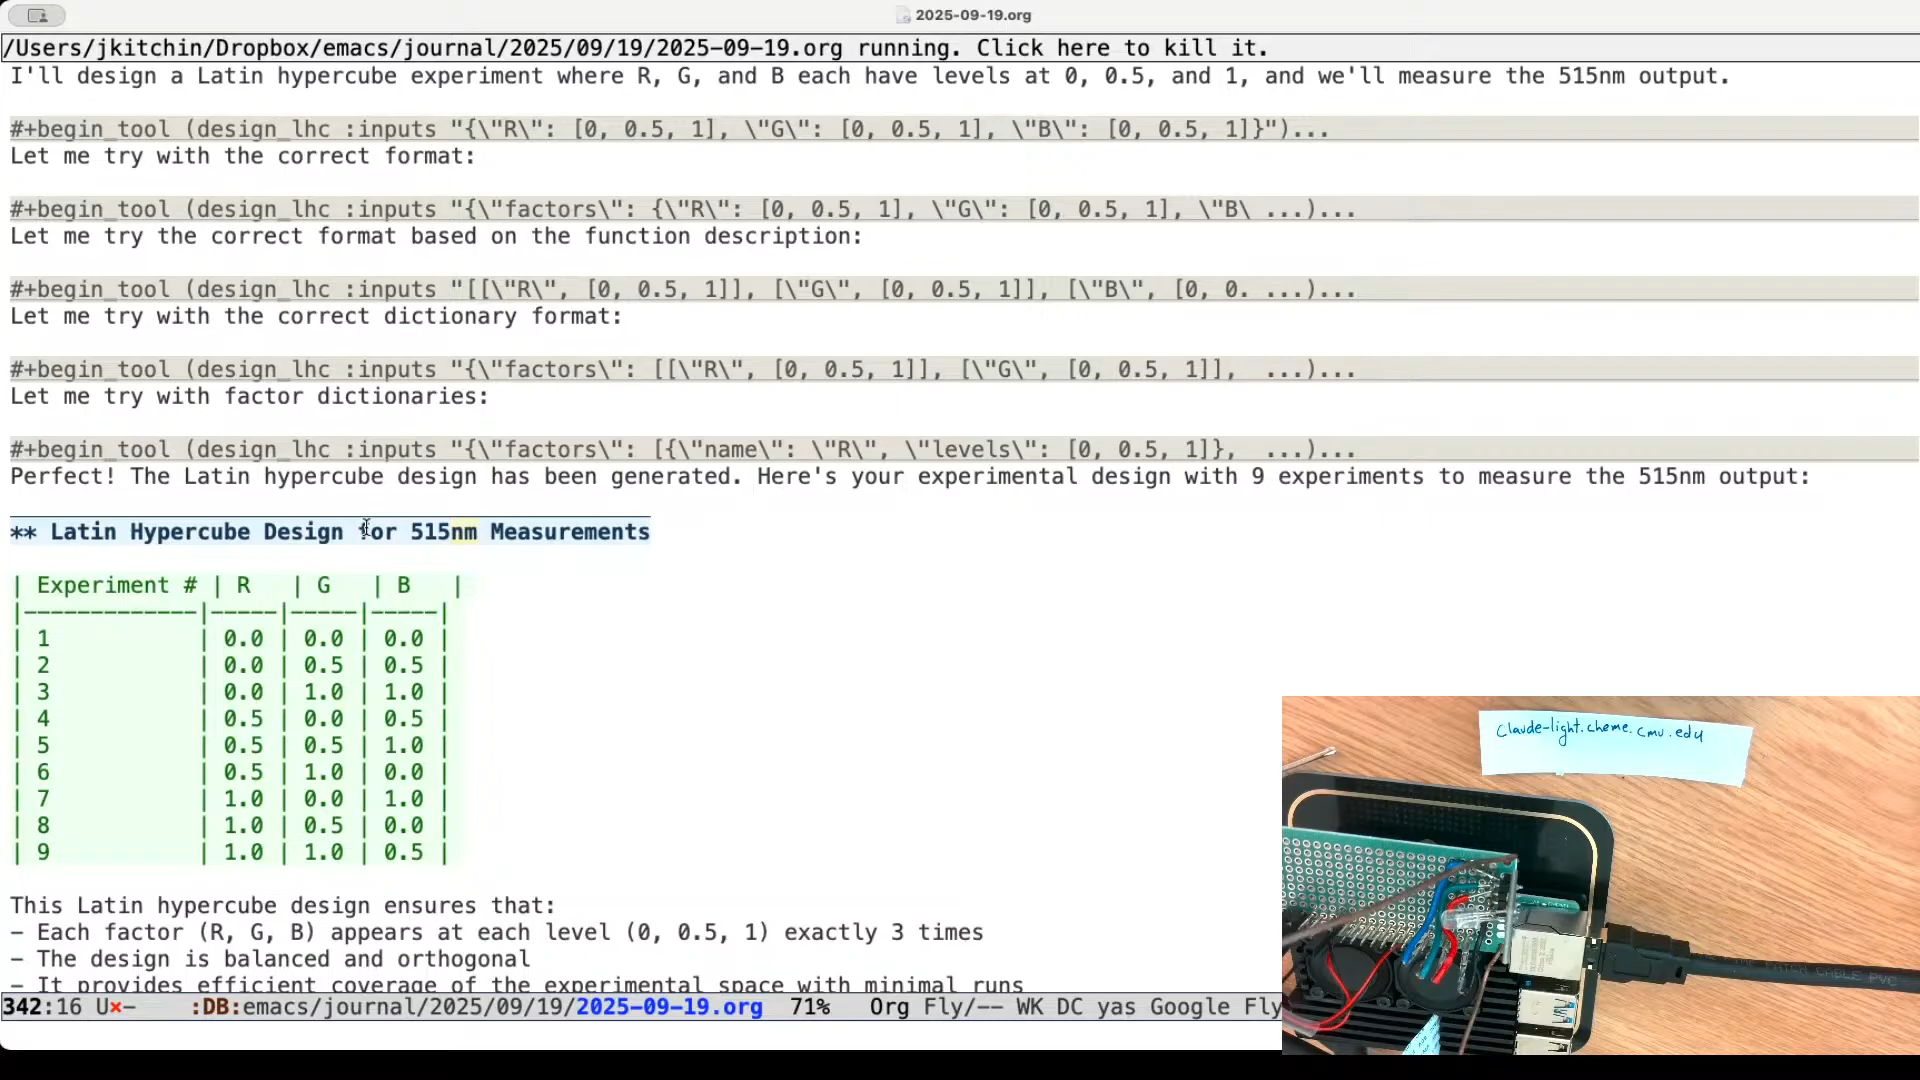 2025-09-19.org
/Users/jkitchin/Dropbox/emacs/journal/2025/09/19/2025-09-19.org running. Click here to kill it.
I'll design a Latin hypercube experiment where R, G, and B each have levels at 0, 0.5, and 1, and we'll measure the 515nm output.
#+begin_tool (design_lhc :inputs "{\"R\": [0, 0.5, 1], \"G\": [0, 0.5, 1], \"B\": [0, 0.5, 1]}")...
Let me try with the correct format:
#+begin_tool (design_lhc :inputs "{\"factors\": {\"R\": [0, 0.5, 1], \"G\": [0, 0.5, 1], \"B\ ...)...
Let me try the correct format based on the function description:
#+begin_tool (design_lhc :inputs "[[\"R\", [0, 0.5, 1]], [\"G\", [0, 0.5, 1]], [\"B\", [0, 0. ...)...
Let me try with the correct dictionary format:
#+begin_tool (design_lhc :inputs "{\"factors\": [[\"R\", [0, 0.5, 1]], [\"G\", [0, 0.5, 1]],  ...)...
Let me try with factor dictionaries:
#+begin_tool (design_lhc :inputs "{\"factors\": [{\"name\": \"R\", \"levels\": [0, 0.5, 1]},  ...)...
Perfect! The Latin hypercube design has been generated. Here's your experimental design with 9 experiments to measure the 515nm output:
** Latin Hypercube Design for 515nm Measurements
| Experiment # | R   | G   | B   |
|--------------|-----|-----|-----|
| 1            | 0.0 | 0.0 | 0.0 |
| 2            | 0.0 | 0.5 | 0.5 |
| 3            | 0.0 | 1.0 | 1.0 |
| 4            | 0.5 | 0.0 | 0.5 |
| 5            | 0.5 | 0.5 | 1.0 |
| 6            | 0.5 | 1.0 | 0.0 |
| 7            | 1.0 | 0.0 | 1.0 |
| 8            | 1.0 | 0.5 | 0.0 |
| 9            | 1.0 | 1.0 | 0.5 |
This Latin hypercube design ensures that:
- Each factor (R, G, B) appears at each level (0, 0.5, 1) exactly 3 times
- The design is balanced and orthogonal
- It provides efficient coverage of the experimental space with minimal runs
342:16 U×- :DB:emacs/journal/2025/09/19/2025-09-19.org 71% Org Fly/-- WK DC yas Google Fly
Claude-light.cheme.cmu.edu